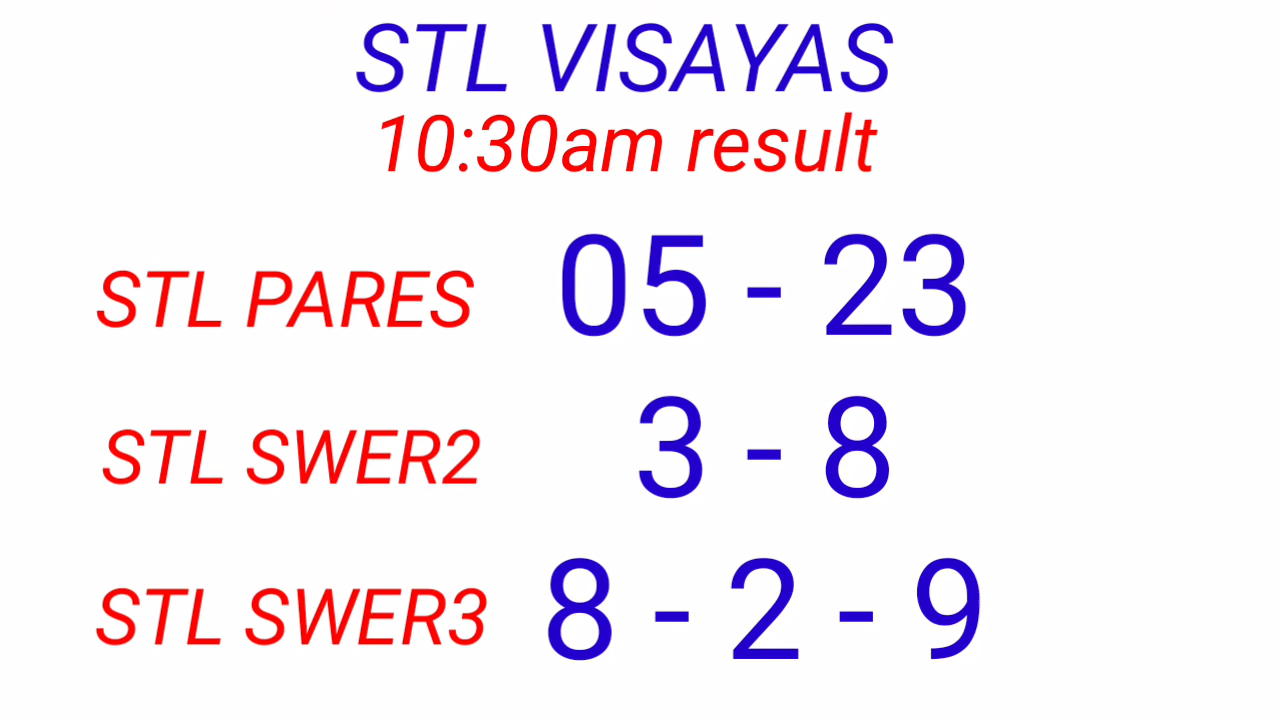 STL VISAYAS
10:30am result
STL PARES 05 - 23
STL SWER2 3 - 8
STL SWER3 8 - 2 - 9